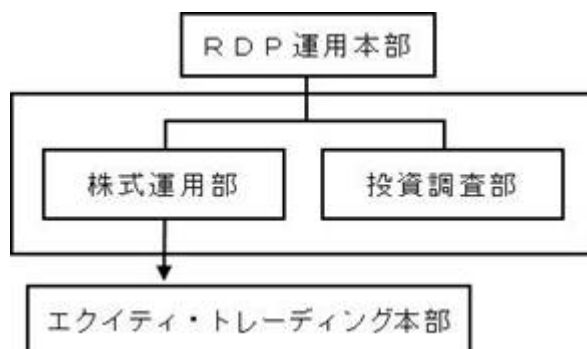 ＲＤＰ運用本部
株式運用部
投資調査部
エクイティ・トレーディング本部